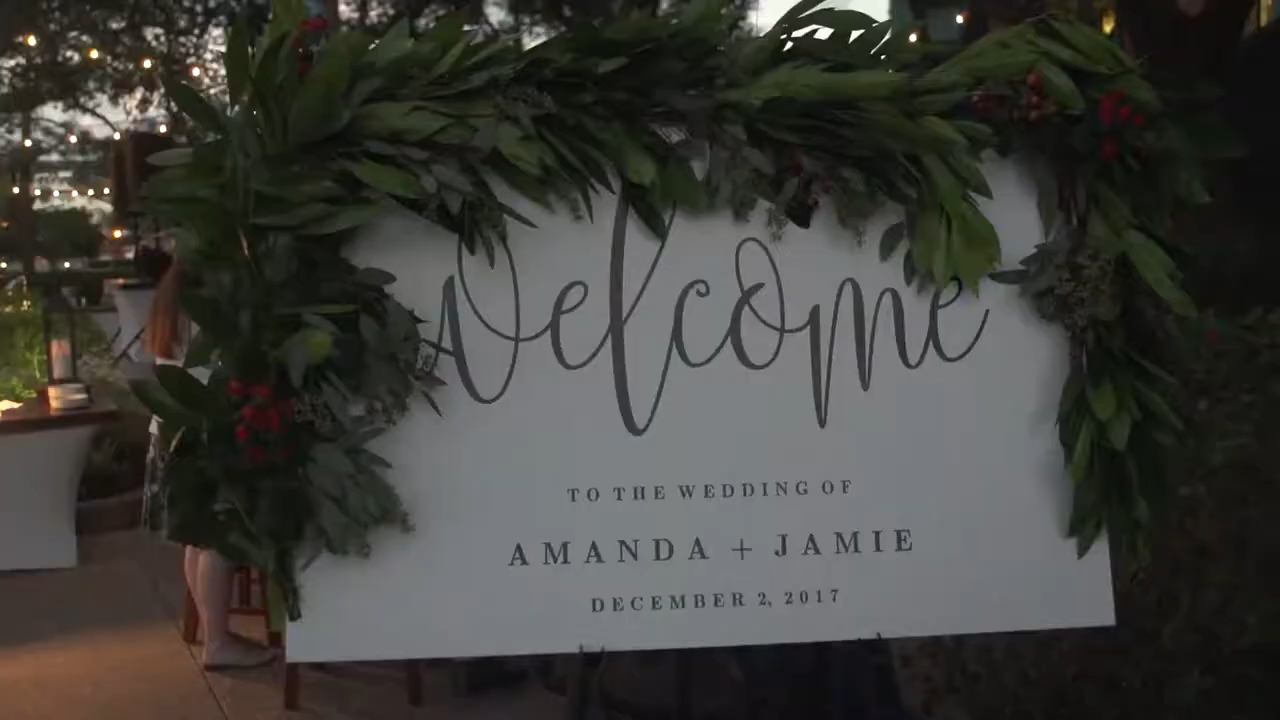 Welcome
TO THE WEDDING OF
AMANDA + JAMIE
DECEMBER 2, 2017